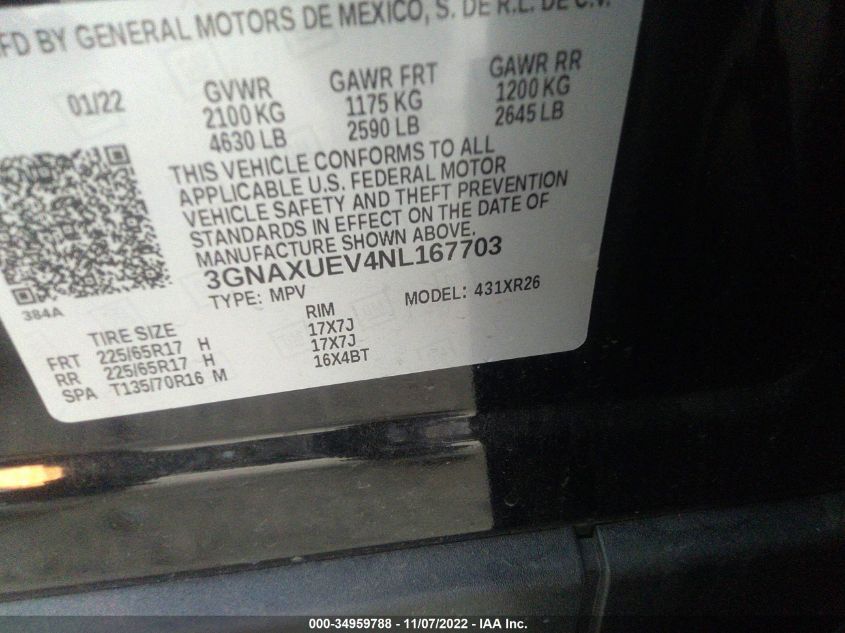 MFD BY GENERAL MOTORS DE MEXICO, S. DE R.L. DE C.V.
01/22 GVWR GAWR FRT GAWR RR
2100 KG 1175 KG 1200 KG
4630 LB 2590 LB 2645 LB
THIS VEHICLE CONFORMS TO ALL
APPLICABLE U.S. FEDERAL MOTOR
VEHICLE SAFETY AND THEFT PREVENTION
STANDARDS IN EFFECT ON THE DATE OF
MANUFACTURE SHOWN ABOVE.
3GNAXUEV4NL167703
TYPE: MPV MODEL: 431XR26
384A
TIRE SIZE RIM
FRT 225/65R17 H 17X7J
RR 225/65R17 H 17X7J
SPA T135/70R16 M 16X4BT
000-34959788 - 11/07/2022 - IAA Inc.